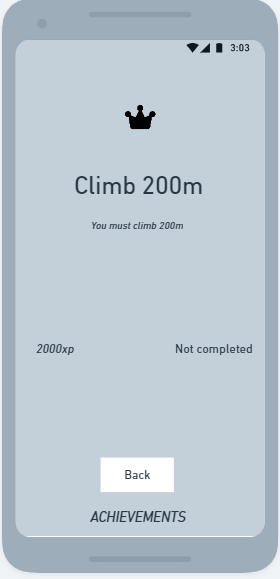 3:03
Climb 200m
You must climb 200m
2000xp
Not completed
Back
ACHIEVEMENTS